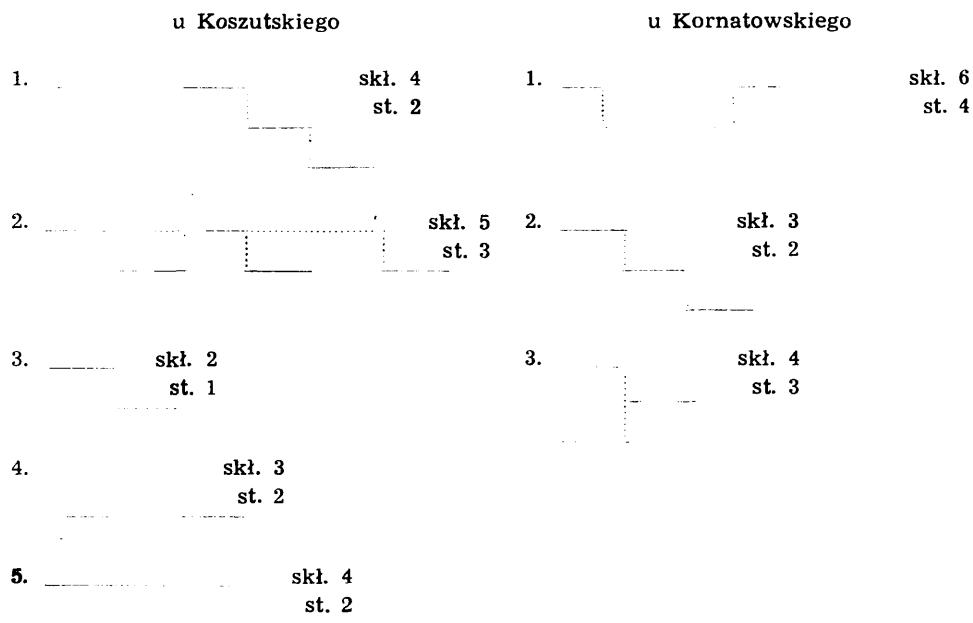 u Koszutskiego
1. skł. 4
st. 2
2. skł. 5
st. 3
3. skł. 2
st. 1
4. skł. 3
st. 2
5. skł. 4
st. 2
u Kornatowskiego
1. skł. 6
st. 4
2. skł. 3
st. 2
3. skł. 4
st. 3